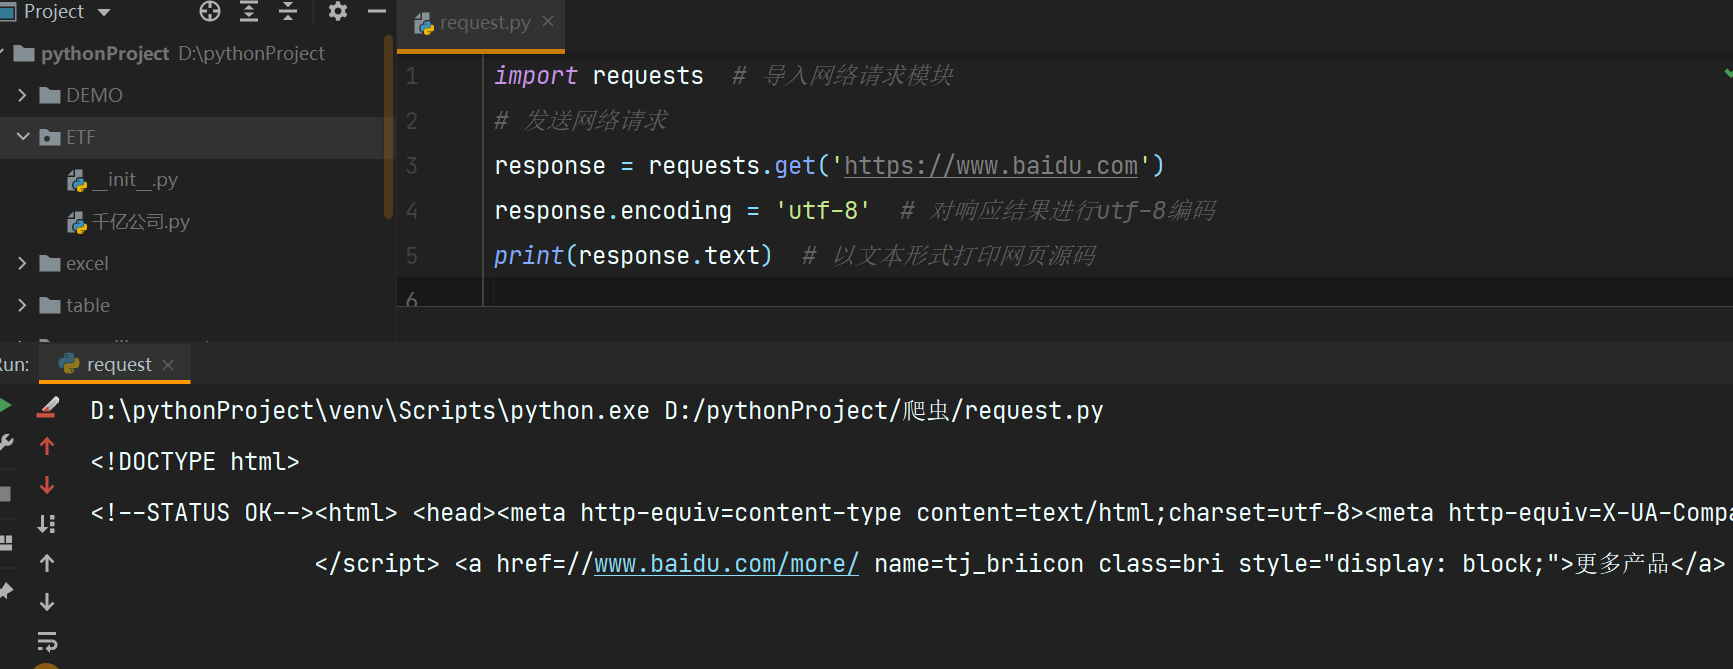 Project
request.py
pythonProject D:\pythonProject
DEMO
ETF
__init__.py
千亿公司.py
excel
table
1 import requests  # 导入网络请求模块
2 # 发送网络请求
3 response = requests.get('https://www.baidu.com')
4 response.encoding = 'utf-8'  # 对响应结果进行utf-8编码
5 print(response.text)  # 以文本形式打印网页源码
6
Run:
request
D:\pythonProject\venv\Scripts\python.exe D:/pythonProject/爬虫/request.py
<!DOCTYPE html>
<!--STATUS OK--><html> <head><meta http-equiv=content-type content=text/html;charset=utf-8><meta http-equiv=X-UA-Compa
</script> <a href=//www.baidu.com/more/ name=tj_briicon class=bri style="display: block;">更多产品</a>